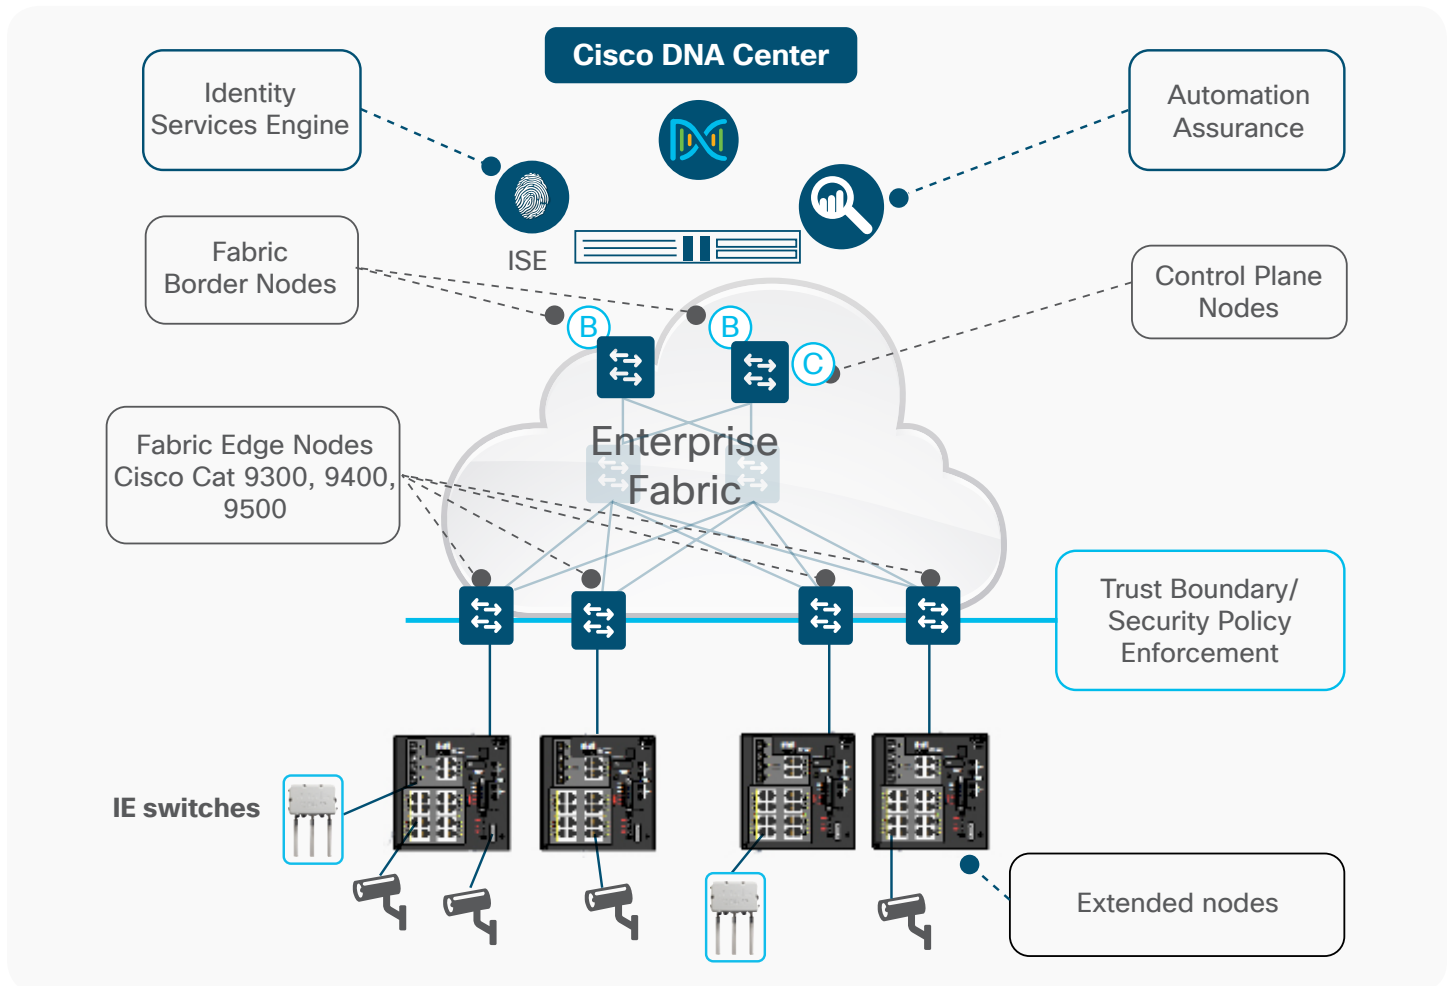 Cisco DNA Center
Identity
Services Engine
Automation
Assurance
ISE
Fabric
Border Nodes
Control Plane
Nodes
B
B
C
Fabric Edge Nodes
Cisco Cat 9300, 9400,
9500
Enterprise
Fabric
Trust Boundary/
Security Policy
Enforcement
IE switches
Extended nodes